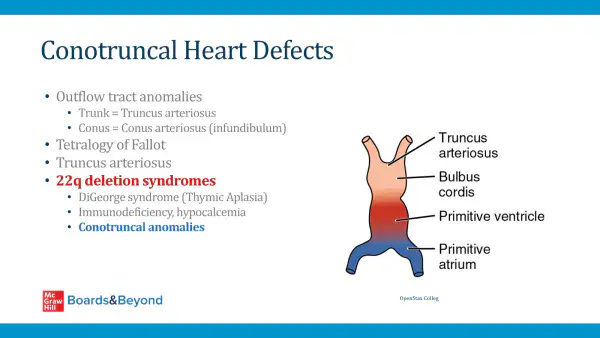 Conotruncal Heart Defects
• Outflow tract anomalies
• Trunk = Truncus arteriosus
• Conus = Conus arteriosus (infundibulum)
• Tetralogy of Fallot
• Truncus arteriosus
• 22q deletion syndromes
• DiGeorge syndrome (Thymic Aplasia)
• Immunodeficiency, hypocalcemia
• Conotruncal anomalies
Truncus
arteriosus
Bulbus
cordis
Primitive ventricle
Primitive
atrium
OpenStax Colleg
Mc
Graw
Hill
Boards&Beyond